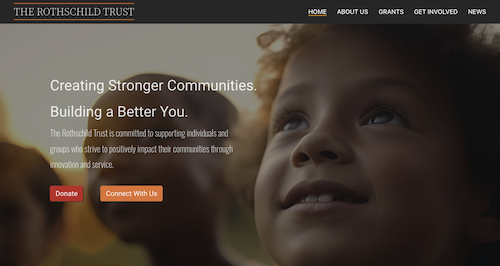 THE ROTHSCHILD TRUST
HOME ABOUT US GRANTS GET INVOLVED NEWS
Creating Stronger Communities.
Building a Better You.
The Rothschild Trust is committed to supporting individuals and
groups who strive to positively impact their communities through
innovation and service.
Donate Connect With Us